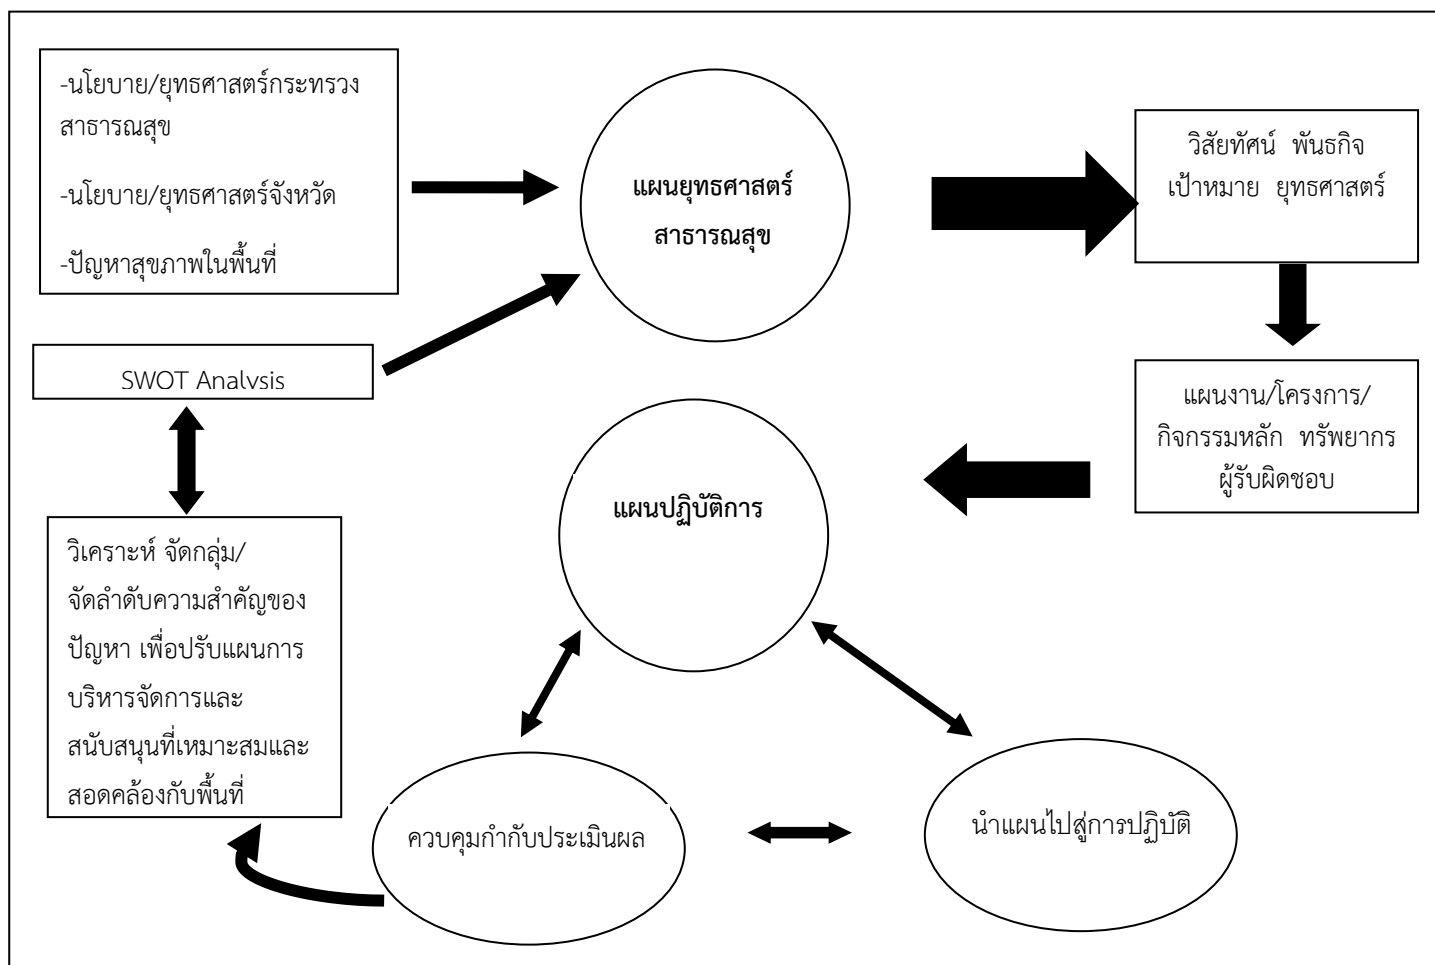 -นโยบาย/ยุทธศาสตร์กระทรวง
สาธารณสุข
-นโยบาย/ยุทธศาสตร์จังหวัด
-ปัญหาสุขภาพในพื้นที่
แผนยุทธศาสตร์
สาธารณสุข
วิสัยทัศน์ พันธกิจ
เป้าหมาย ยุทธศาสตร์
SWOT Analysis
แผนงาน/โครงการ/
กิจกรรมหลัก ทรัพยากร
ผู้รับผิดชอบ
แผนปฏิบัติการ
วิเคราะห์ จัดกลุ่ม/
จัดลำดับความสำคัญของ
ปัญหา เพื่อปรับแผนการ
บริหารจัดการและ
สนับสนุนที่เหมาะสมและ
สอดคล้องกับพื้นที่
ควบคุมกำกับประเมินผล
นำแผนไปสู่การปฏิบัติ